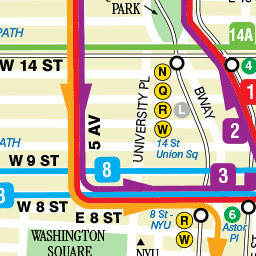 PARK
14A
PATH
W 14 ST
N
Q
R
W
L
4
1
BWAY
UNIVERSITY PL
5 AV
2
14 St
Union Sq
PATH
W 9 ST
8
3
8
W 8 ST
E 8 ST
8 St -
NYU
R
W
6
Astor
Pl
WASHINGTON
SQUARE
NYU